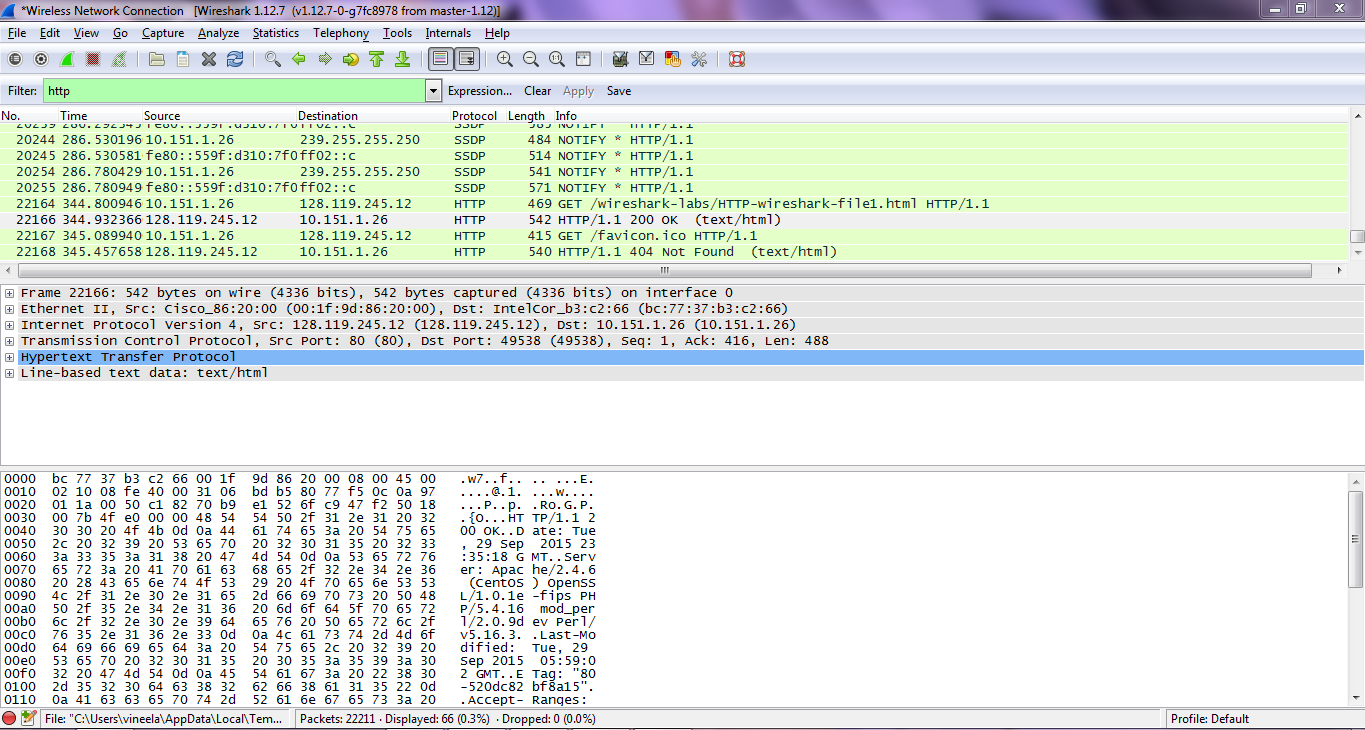 *Wireless Network Connection [Wireshark 1.12.7 (v1.12.7-0-g7fc8978 from master-1.12)]
File Edit View Go Capture Analyze Statistics Telephony Tools Internals Help
Filter: http Expression... Clear Apply Save
No. Time Source Destination Protocol Length Info
20239 286.292345 fe80::559f:d310:7f0 ff02::c SSDP 585 NOTIFY * HTTP/1.1
20244 286.530196 10.151.1.26 239.255.255.250 SSDP 484 NOTIFY * HTTP/1.1
20245 286.530581 fe80::559f:d310:7f0 ff02::c SSDP 514 NOTIFY * HTTP/1.1
20254 286.780429 10.151.1.26 239.255.255.250 SSDP 541 NOTIFY * HTTP/1.1
20255 286.780949 fe80::559f:d310:7f0 ff02::c SSDP 571 NOTIFY * HTTP/1.1
22164 344.800946 10.151.1.26 128.119.245.12 HTTP 469 GET /wireshark-labs/HTTP-wireshark-file1.html HTTP/1.1
22166 344.932366 128.119.245.12 10.151.1.26 HTTP 542 HTTP/1.1 200 OK (text/html)
22167 345.089940 10.151.1.26 128.119.245.12 HTTP 415 GET /favicon.ico HTTP/1.1
22168 345.457658 128.119.245.12 10.151.1.26 HTTP 540 HTTP/1.1 404 Not Found (text/html)
Frame 22166: 542 bytes on wire (4336 bits), 542 bytes captured (4336 bits) on interface 0
Ethernet II, Src: Cisco_86:20:00 (00:1f:9d:86:20:00), Dst: IntelCor_b3:c2:66 (bc:77:37:b3:c2:66)
Internet Protocol Version 4, Src: 128.119.245.12 (128.119.245.12), Dst: 10.151.1.26 (10.151.1.26)
Transmission Control Protocol, Src Port: 80 (80), Dst Port: 49538 (49538), Seq: 1, Ack: 416, Len: 488
Hypertext Transfer Protocol
Line-based text data: text/html
0000 bc 77 37 b3 c2 66 00 1f 9d 86 20 00 08 00 45 00 .w7..f.. .. ...E.
0010 02 10 08 fe 40 00 31 06 bd b5 80 77 f5 0c 0a 97 ....@.1. ...w....
0020 01 1a 00 50 c1 82 70 b9 e1 52 6f c9 47 f2 50 18 ...P..p. .Ro.G.P.
0030 00 7b 4f e0 00 00 48 54 54 50 2f 31 2e 31 20 32 .{O...HT TP/1.1 2
0040 30 30 20 4f 4b 0d 0a 44 61 74 65 3a 20 54 75 65 00 OK..D ate: Tue
0050 2c 20 32 39 20 53 65 70 20 32 30 31 35 20 32 33 , 29 Sep 2015 23
0060 3a 33 35 3a 31 38 20 47 4d 54 0d 0a 53 65 72 76 :35:18 G MT..Serv
0070 65 72 3a 20 41 70 61 63 68 65 2f 32 2e 34 2e 36 er: Apac he/2.4.6
0080 20 28 43 65 6e 74 4f 53 29 20 4f 70 65 6e 53 53 (CentOS ) OpenSS
0090 4c 2f 31 2e 30 2e 31 65 2d 66 69 70 73 20 50 48 L/1.0.1e -fips PH
00a0 50 2f 35 2e 34 2e 31 36 20 6d 6f 64 5f 70 65 72 P/5.4.16 mod_per
00b0 6c 2f 32 2e 30 2e 39 64 65 76 20 50 65 72 6c 2f l/2.0.9d ev Perl/
00c0 76 35 2e 31 36 2e 33 0d 0a 4c 61 73 74 2d 4d 6f v5.16.3. .Last-Mo
00d0 64 69 66 69 65 64 3a 20 54 75 65 2c 20 32 39 20 dified: Tue, 29
00e0 53 65 70 20 32 30 31 35 20 30 35 3a 35 39 3a 30 Sep 2015 05:59:0
00f0 32 20 47 4d 54 0d 0a 45 54 61 67 3a 20 22 38 30 2 GMT..E Tag: "80
0100 2d 35 32 30 64 63 38 32 62 66 38 61 31 35 22 0d -520dc82 bf8a15".
0110 0a 41 63 63 65 70 74 2d 52 61 6e 67 65 73 3a 20 .Accept- Ranges:
File: "C:\Users\vineela\AppData\Local\Tem... Packets: 22211 · Displayed: 66 (0.3%) · Dropped: 0 (0.0%) Profile: Default